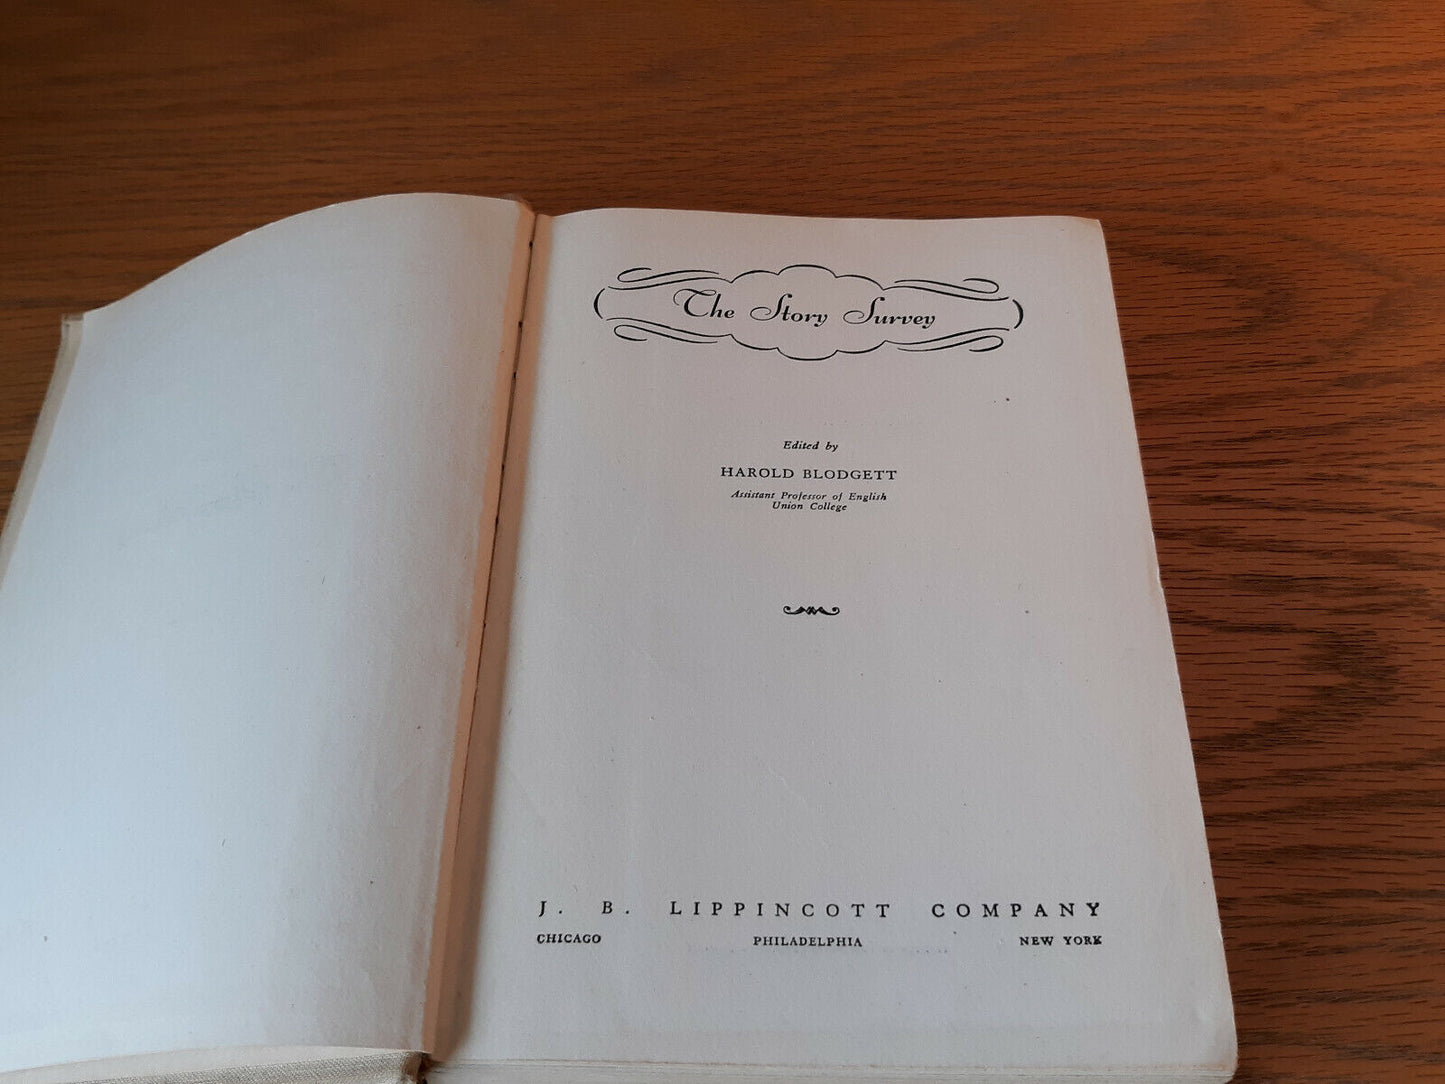 The Story Survey
Edited by
HAROLD BLODGETT
Assistant Professor of English
Union College
J. B. LIPPINCOTT COMPANY
CHICAGO PHILADELPHIA NEW YORK